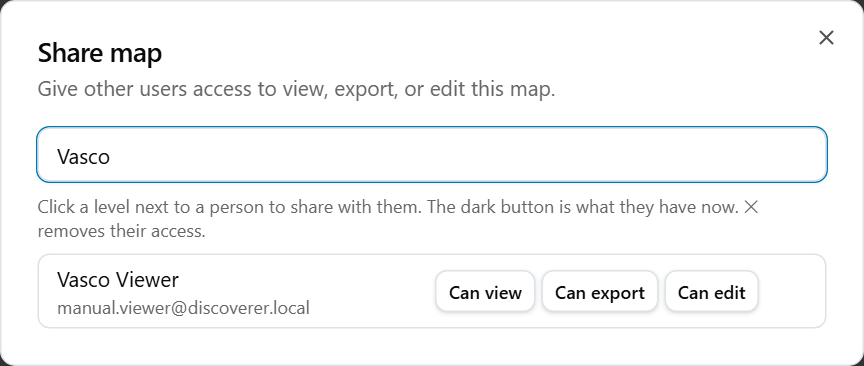 Share map
Give other users access to view, export, or edit this map.
Vasco
Click a level next to a person to share with them. The dark button is what they have now. ✕
removes their access.
Vasco Viewer
manual.viewer@discoverer.local
Can view
Can export
Can edit